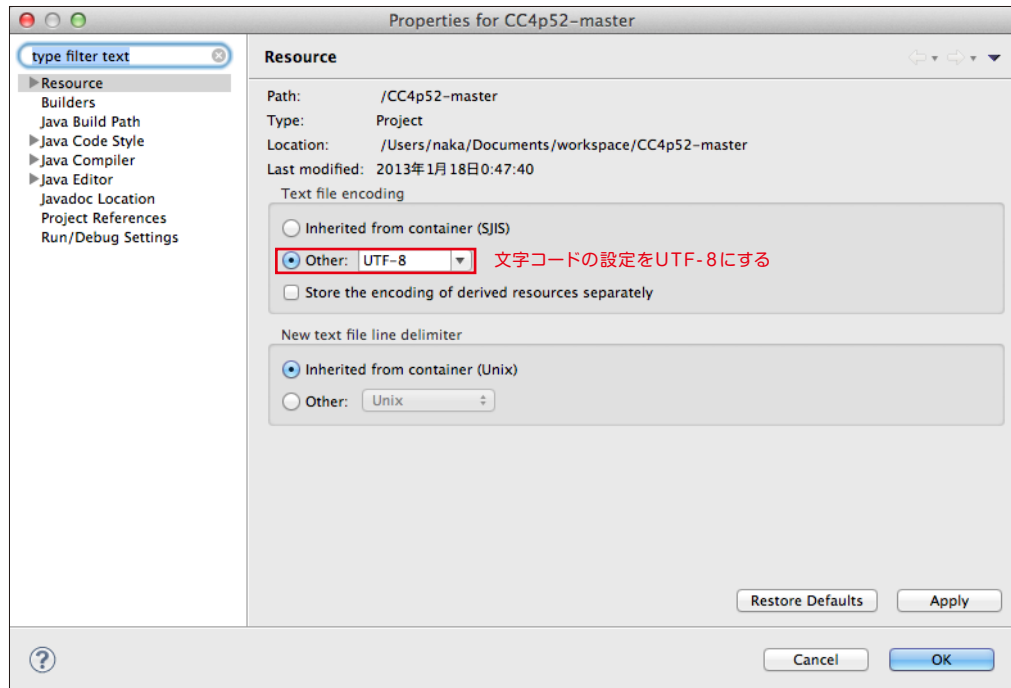 Properties for CC4p52-master
type filter text
Resource
Builders
Java Build Path
Java Code Style
Java Compiler
Java Editor
Javadoc Location
Project References
Run/Debug Settings
Resource
Path: /CC4p52-master
Type: Project
Location: /Users/naka/Documents/workspace/CC4p52-master
Last modified: 2013年1月18日0:47:40
Text file encoding
Inherited from container (SJIS)
Other: UTF-8 文字コードの設定をUTF-8にする
Store the encoding of derived resources separately
New text file line delimiter
Inherited from container (Unix)
Other: Unix
Restore Defaults Apply
? Cancel OK